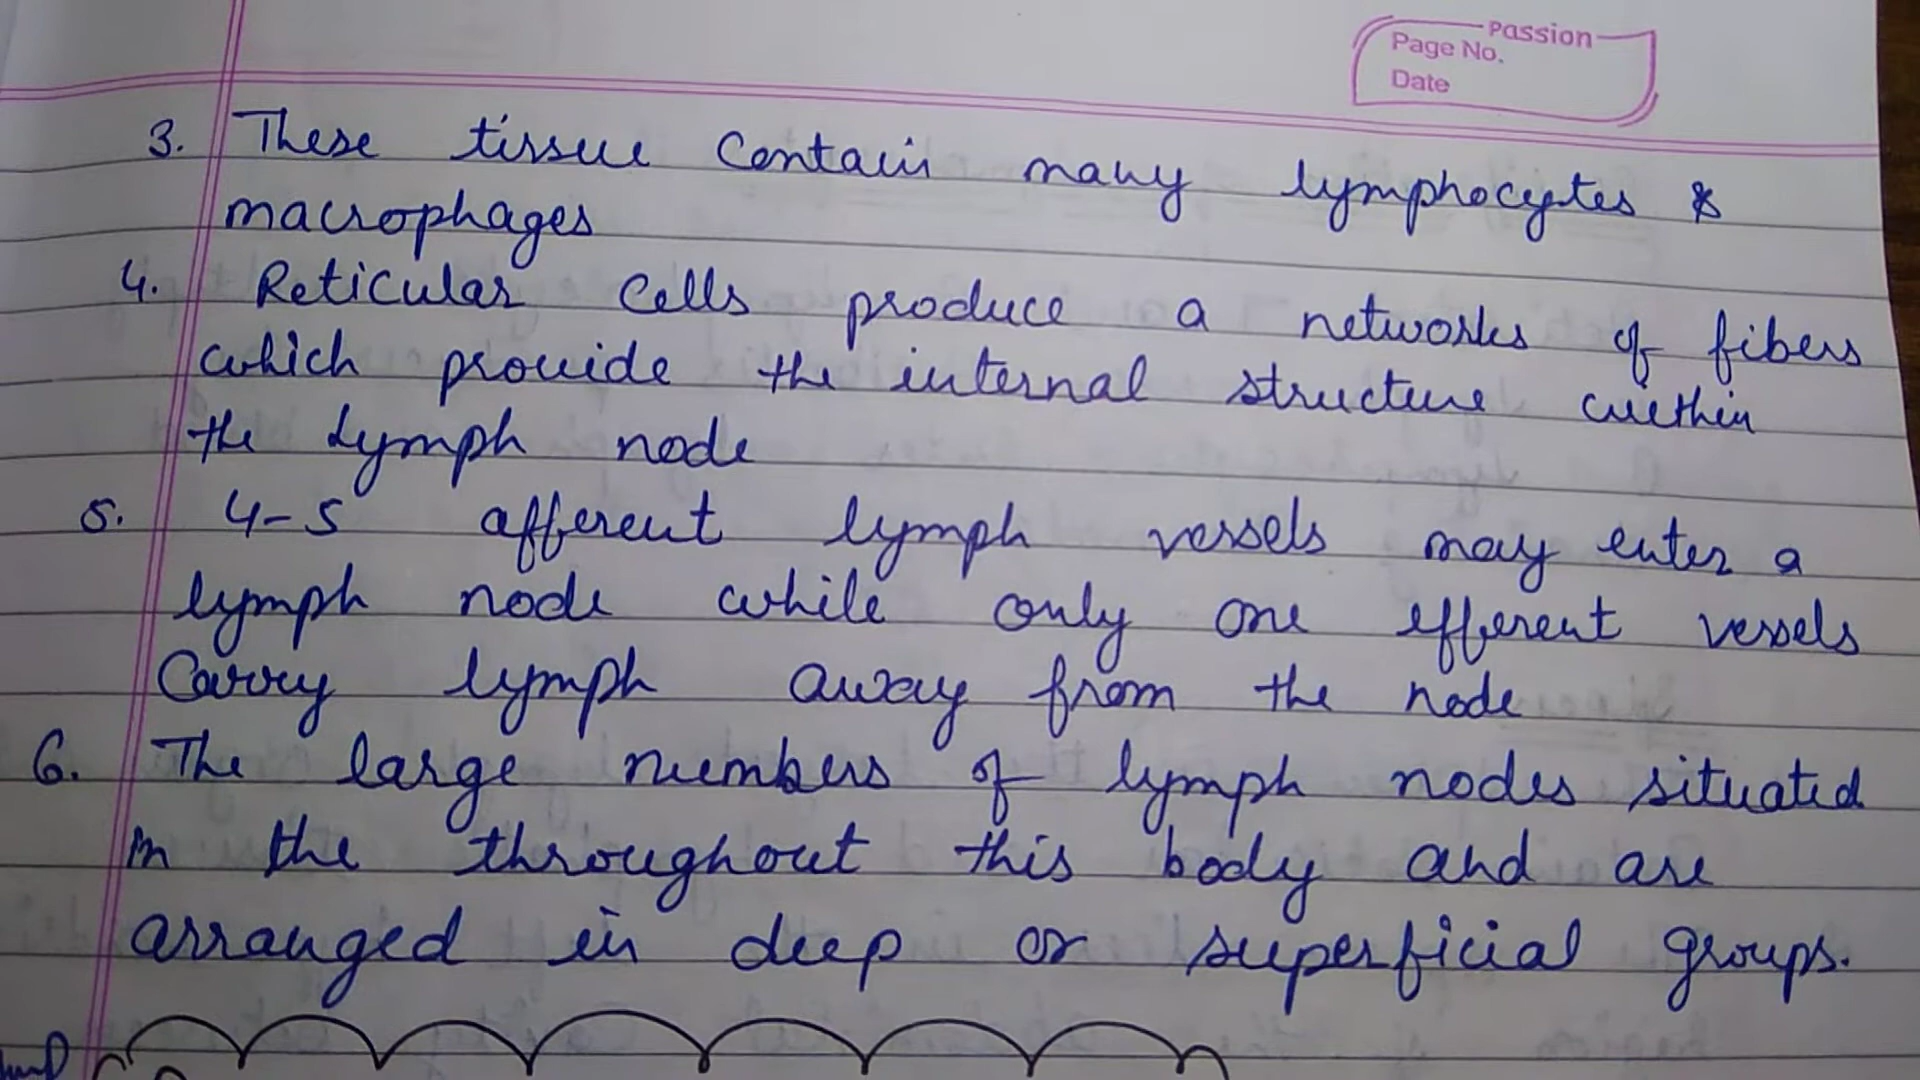 Passion
Page No.
Date
3. These tissue contain many lymphocytes &
macrophages
4. Reticular cells produce a networks of fibers
which provide the internal structure within
the lymph node
5. 4-5 afferent lymph vessels may enter a
lymph node while only one efferent vessels
Carry lymph away from the node
6. The large numbers of lymph nodes situated
in the throughout this body and are
arranged in deep or superficial groups.